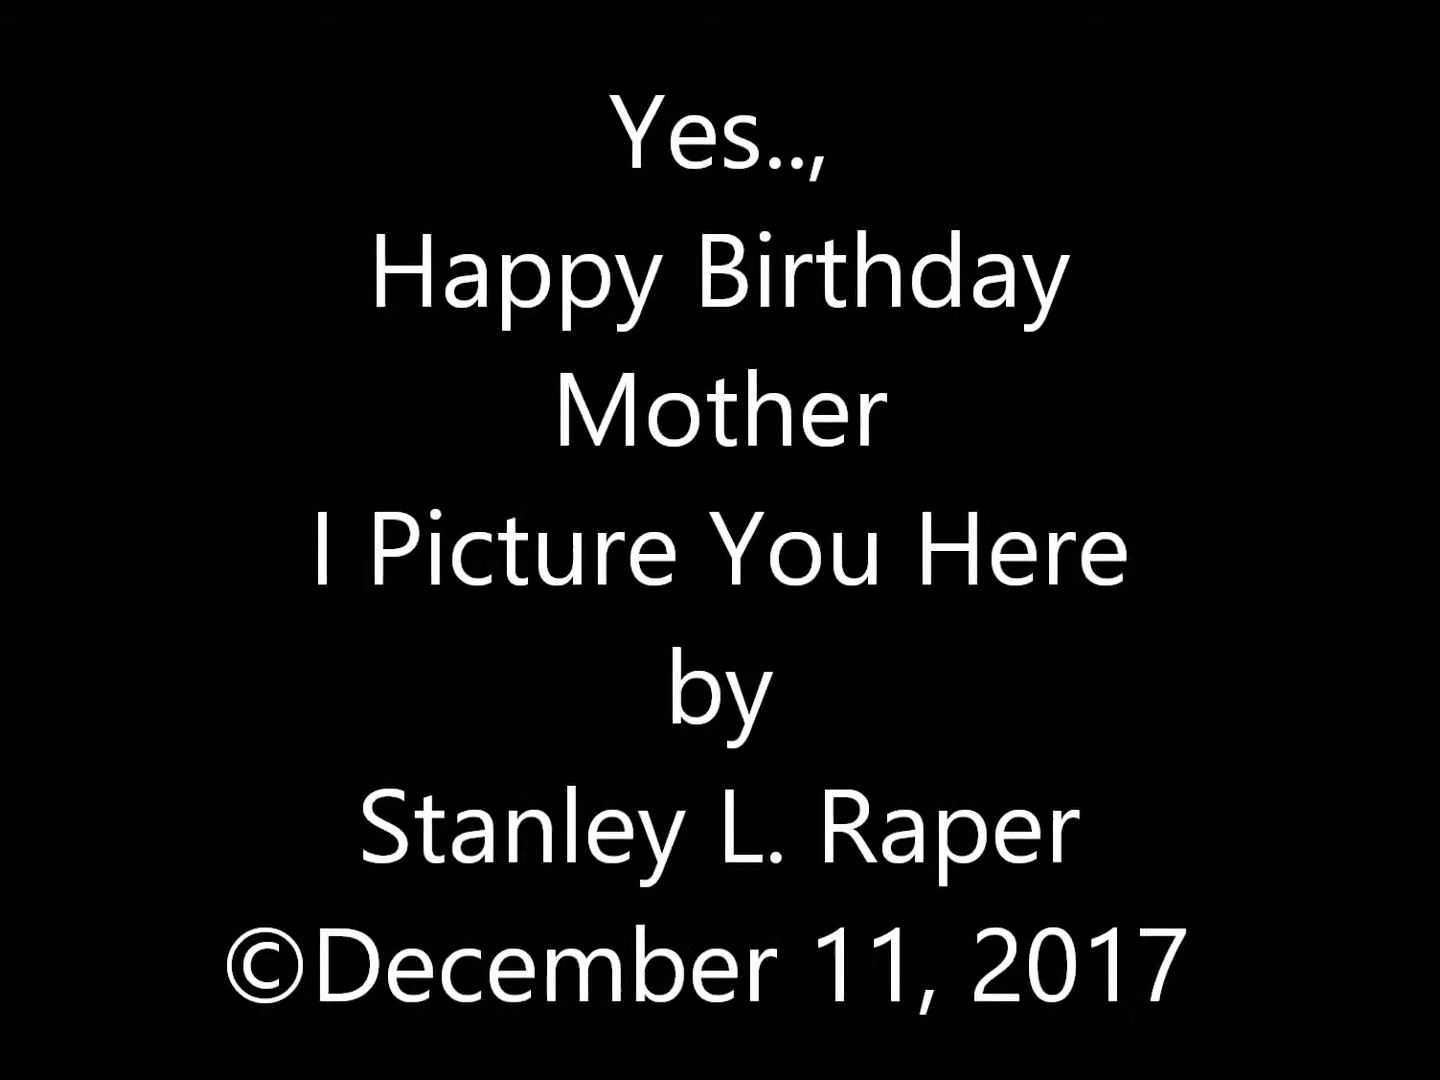 Yes..,
Happy Birthday
Mother
I Picture You Here
by
Stanley L. Raper
©December 11, 2017